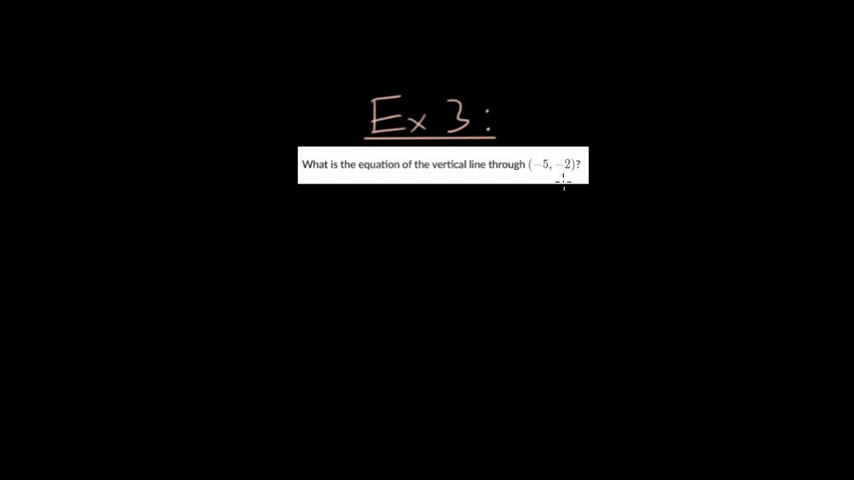 Ex 3:
What is the equation of the vertical line through (−5, −2)?